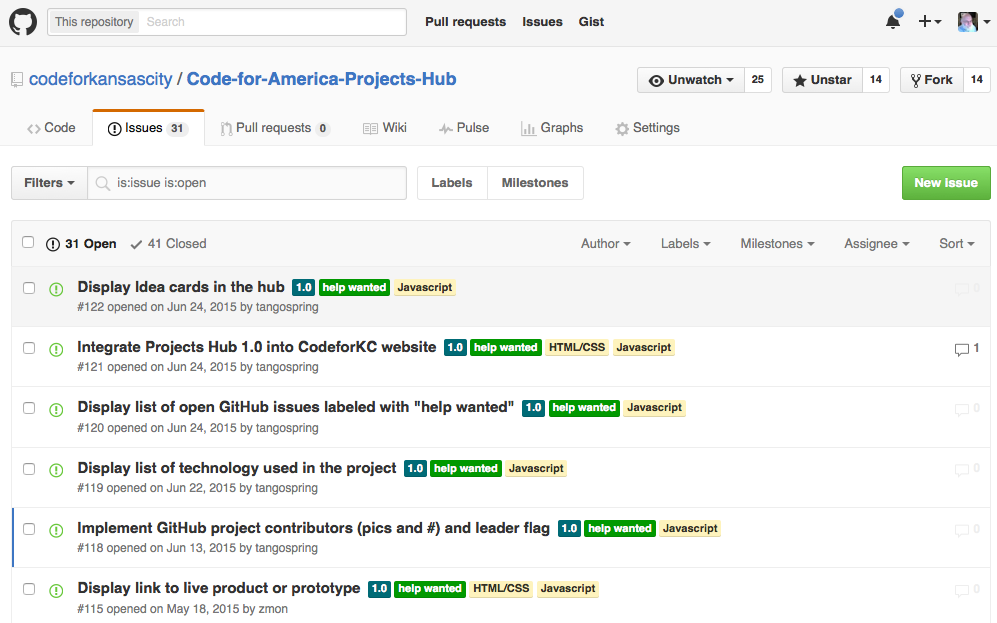 This repository Search Pull requests Issues Gist
codeforkansascity / Code-for-America-Projects-Hub Unwatch 25 Unstar 14 Fork 14
Code Issues 31 Pull requests 0 Wiki Pulse Graphs Settings
Filters is:issue is:open Labels Milestones New issue
31 Open 41 Closed Author Labels Milestones Assignee Sort
Display Idea cards in the hub 1.0 help wanted Javascript 0
#122 opened on Jun 24, 2015 by tangospring
Integrate Projects Hub 1.0 into CodeforKC website 1.0 help wanted HTML/CSS Javascript 1
#121 opened on Jun 24, 2015 by tangospring
Display list of open GitHub issues labeled with "help wanted" 1.0 help wanted Javascript 0
#120 opened on Jun 24, 2015 by tangospring
Display list of technology used in the project 1.0 help wanted Javascript 0
#119 opened on Jun 22, 2015 by tangospring
Implement GitHub project contributors (pics and #) and leader flag 1.0 help wanted Javascript 0
#118 opened on Jun 13, 2015 by tangospring
Display link to live product or prototype 1.0 help wanted HTML/CSS Javascript 0
#115 opened on May 18, 2015 by zmon